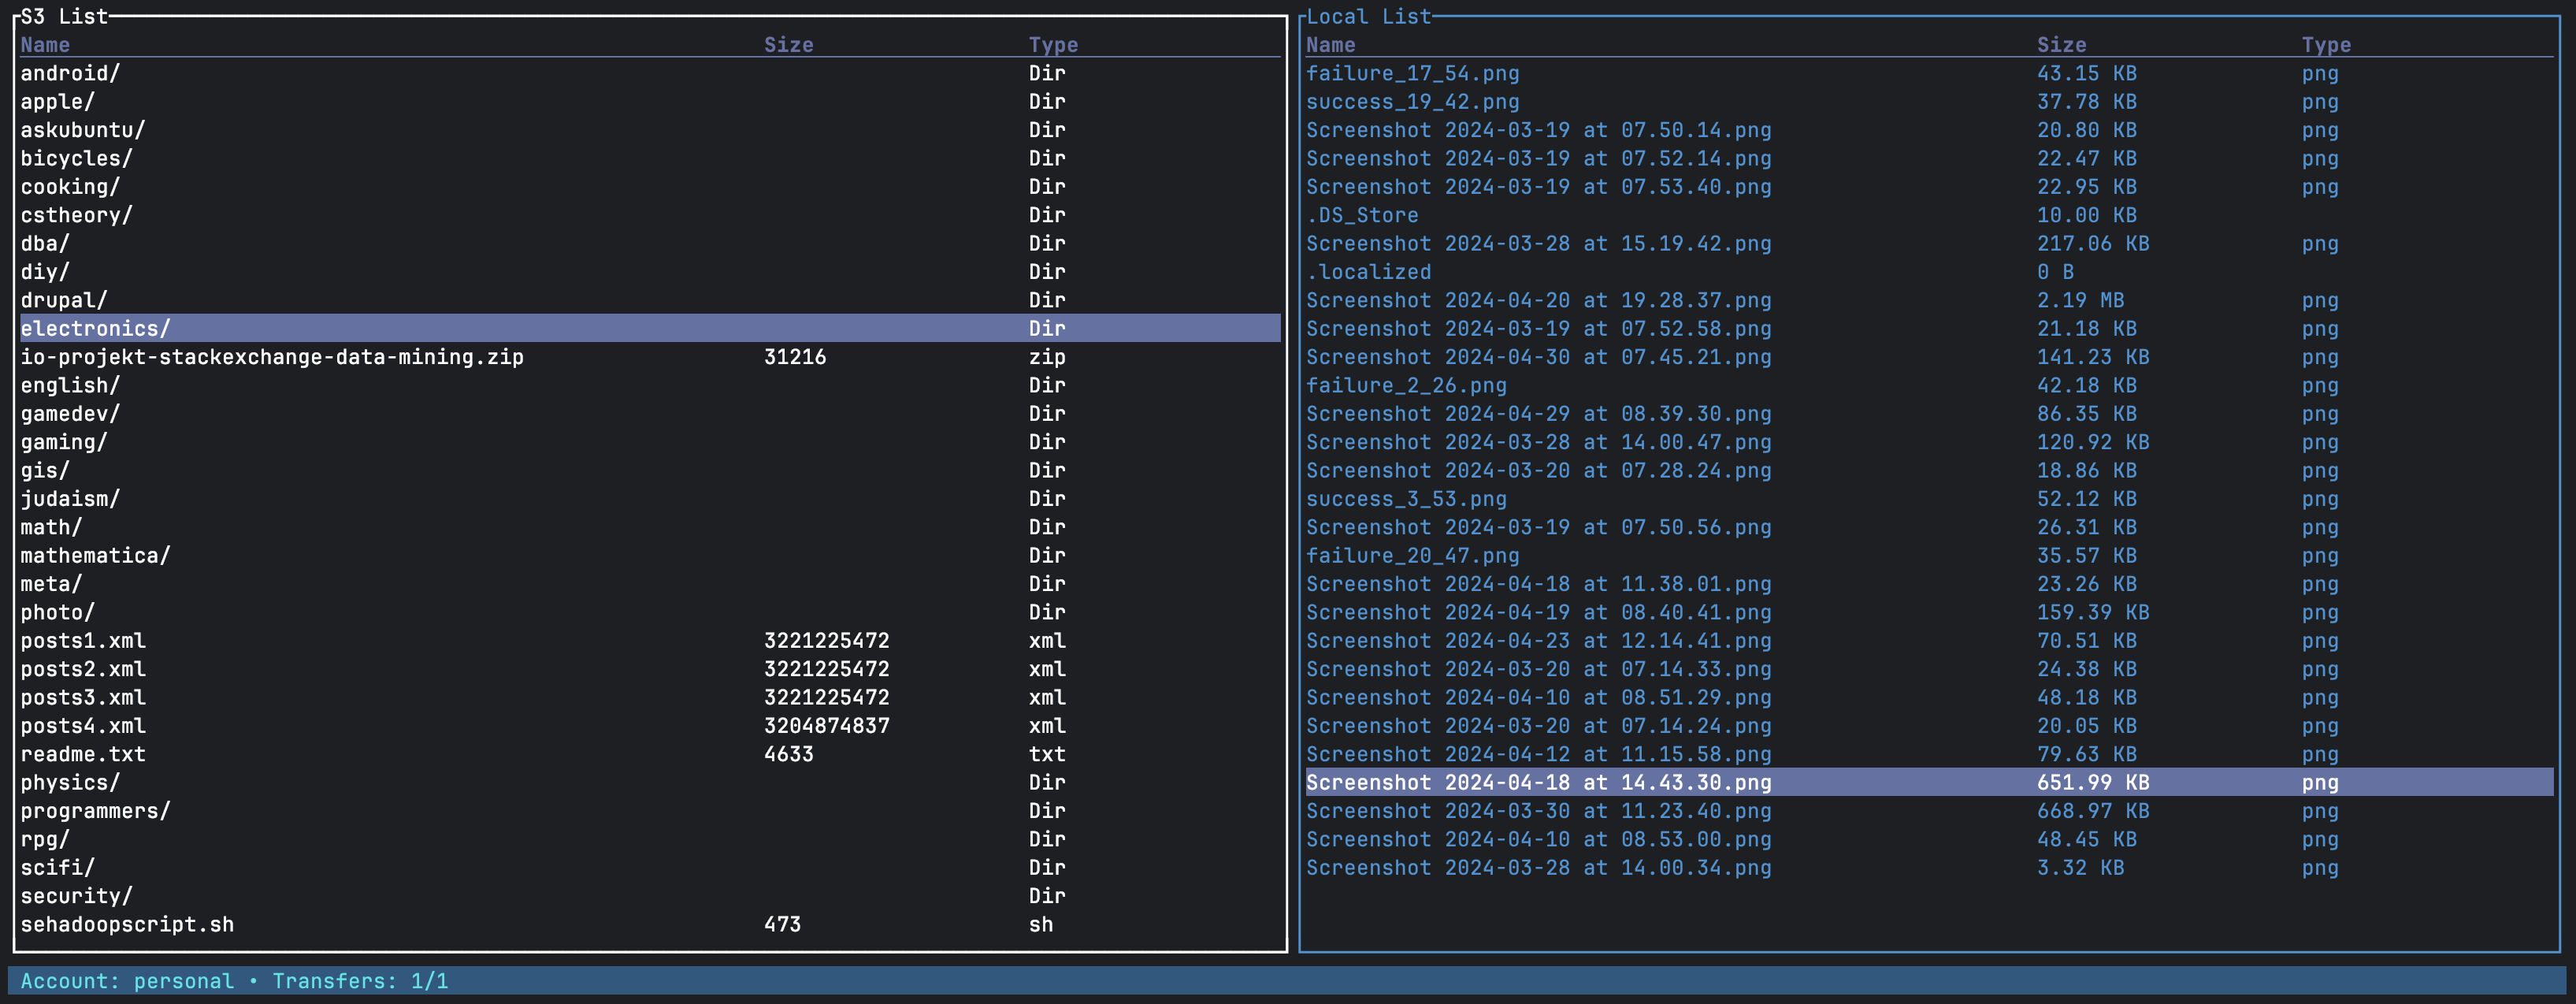 S3 List
Name Size Type
android/ Dir
apple/ Dir
askubuntu/ Dir
bicycles/ Dir
cooking/ Dir
cstheory/ Dir
dba/ Dir
diy/ Dir
drupal/ Dir
electronics/ Dir
io-projekt-stackexchange-data-mining.zip 31216 zip
english/ Dir
gamedev/ Dir
gaming/ Dir
gis/ Dir
judaism/ Dir
math/ Dir
mathematica/ Dir
meta/ Dir
photo/ Dir
posts1.xml 3221225472 xml
posts2.xml 3221225472 xml
posts3.xml 3221225472 xml
posts4.xml 3204874837 xml
readme.txt 4633 txt
physics/ Dir
programmers/ Dir
rpg/ Dir
scifi/ Dir
security/ Dir
sehadoopscript.sh 473 sh
Local List
Name Size Type
failure_17_54.png 43.15 KB png
success_19_42.png 37.78 KB png
Screenshot 2024-03-19 at 07.50.14.png 20.80 KB png
Screenshot 2024-03-19 at 07.52.14.png 22.47 KB png
Screenshot 2024-03-19 at 07.53.40.png 22.95 KB png
.DS_Store 10.00 KB
Screenshot 2024-03-28 at 15.19.42.png 217.06 KB png
.localized 0 B
Screenshot 2024-04-20 at 19.28.37.png 2.19 MB png
Screenshot 2024-03-19 at 07.52.58.png 21.18 KB png
Screenshot 2024-04-30 at 07.45.21.png 141.23 KB png
failure_2_26.png 42.18 KB png
Screenshot 2024-04-29 at 08.39.30.png 86.35 KB png
Screenshot 2024-03-28 at 14.00.47.png 120.92 KB png
Screenshot 2024-03-20 at 07.28.24.png 18.86 KB png
success_3_53.png 52.12 KB png
Screenshot 2024-03-19 at 07.50.56.png 26.31 KB png
failure_20_47.png 35.57 KB png
Screenshot 2024-04-18 at 11.38.01.png 23.26 KB png
Screenshot 2024-04-19 at 08.40.41.png 159.39 KB png
Screenshot 2024-04-23 at 12.14.41.png 70.51 KB png
Screenshot 2024-03-20 at 07.14.33.png 24.38 KB png
Screenshot 2024-04-10 at 08.51.29.png 48.18 KB png
Screenshot 2024-03-20 at 07.14.24.png 20.05 KB png
Screenshot 2024-04-12 at 11.15.58.png 79.63 KB png
Screenshot 2024-04-18 at 14.43.30.png 651.99 KB png
Screenshot 2024-03-30 at 11.23.40.png 668.97 KB png
Screenshot 2024-04-10 at 08.53.00.png 48.45 KB png
Screenshot 2024-03-28 at 14.00.34.png 3.32 KB png
Account: personal • Transfers: 1/1